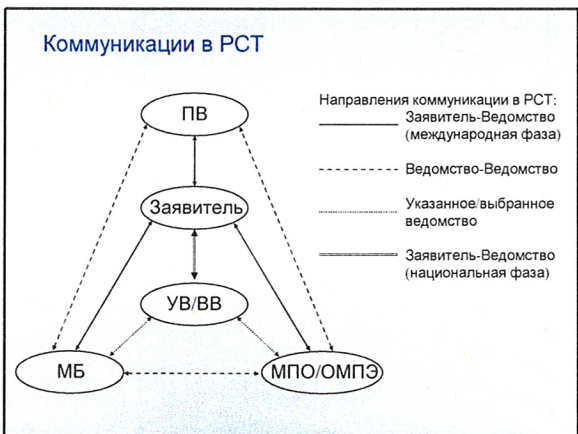 Коммуникации в PCT
ПВ
Заявитель
УВ/ВВ
МБ
МПО/ОМПЭ
Направления коммуникации в PCT:
Заявитель-Ведомство
(международная фаза)
Ведомство-Ведомство
Указанное/выбранное
ведомство
Заявитель-Ведомство
(национальная фаза)